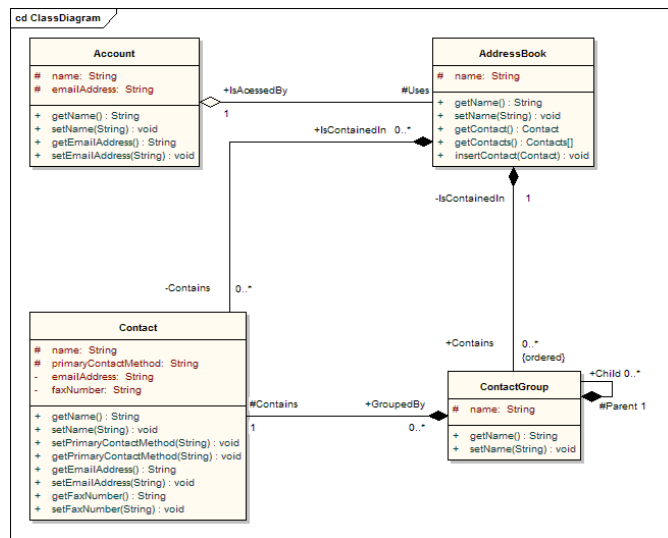 cd ClassDiagram
Account
# name: String
# emailAddress: String
+ getName() : String
+ setName(String) : void
+ getEmailAddress() : String
+ setEmailAddress(String) : void
+IsAcessedBy
1
#Uses
AddressBook
# name: String
+ getName() : String
+ setName(String) : void
+ getContact() : Contact
+ getContacts() : Contacts[]
+ insertContact(Contact) : void
+IsContainedIn 0..*
-IsContainedIn 1
-Contains 0..*
+Contains 0..*
{ordered}
Contact
# name: String
# primaryContactMethod: String
- emailAddress: String
- faxNumber: String
+ getName() : String
+ setName(String) : void
+ setPrimaryContactMethod(String) : void
+ getPrimaryContactMethod() : String
+ getEmailAddress() : String
+ setEmailAddress(String) : void
+ getFaxNumber() : String
+ setFaxNumber(String) : void
#Contains
1
+GroupedBy
0..*
ContactGroup
# name: String
+ getName() : String
+ setName(String) : void
+Child 0..*
#Parent 1